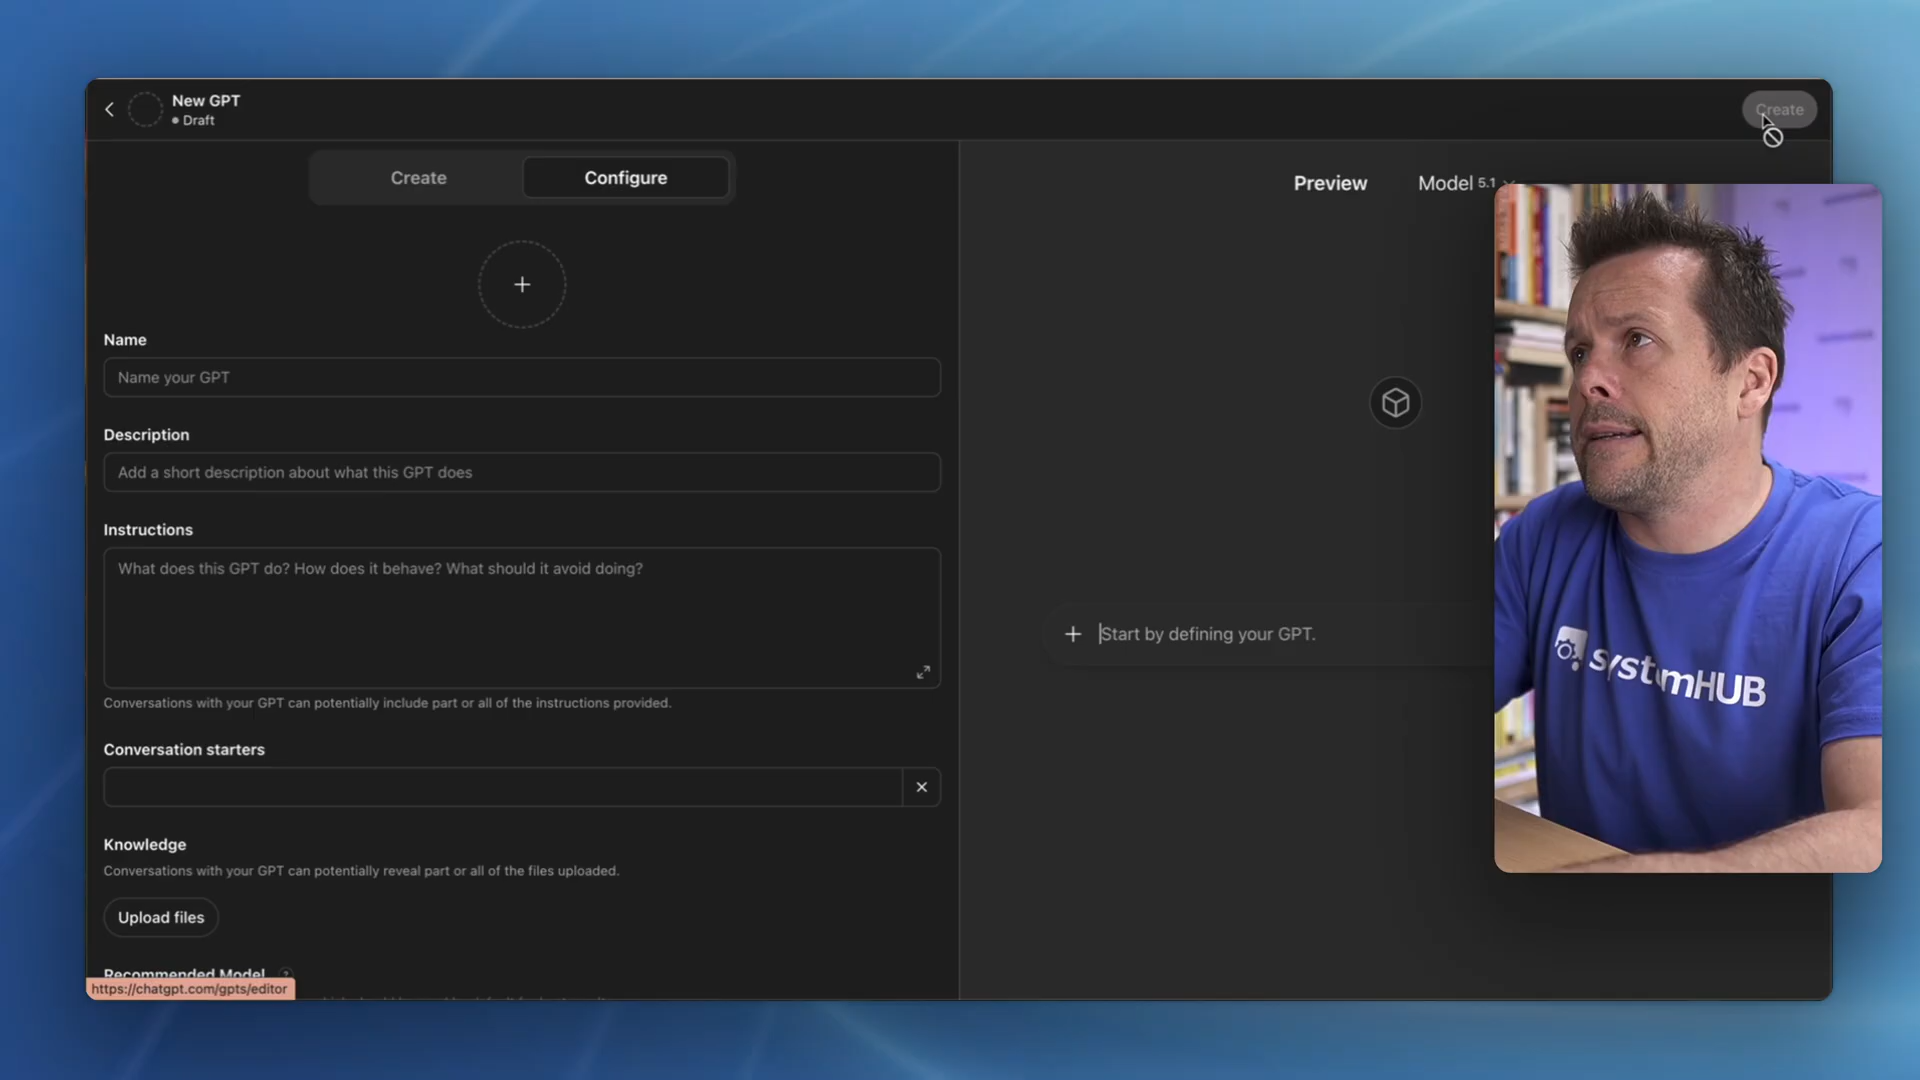 New GPT
Draft
Create
Create
Configure
Preview
Model 5.1
Name
Name your GPT
Description
Add a short description about what this GPT does
Instructions
What does this GPT do? How does it behave? What should it avoid doing?
Start by defining your GPT.
systemHUB
Conversations with your GPT can potentially include part or all of the instructions provided.
Conversation starters
Knowledge
Conversations with your GPT can potentially reveal part or all of the files uploaded.
Upload files
Recommended Model ?
https://chatgpt.com/gpts/editor